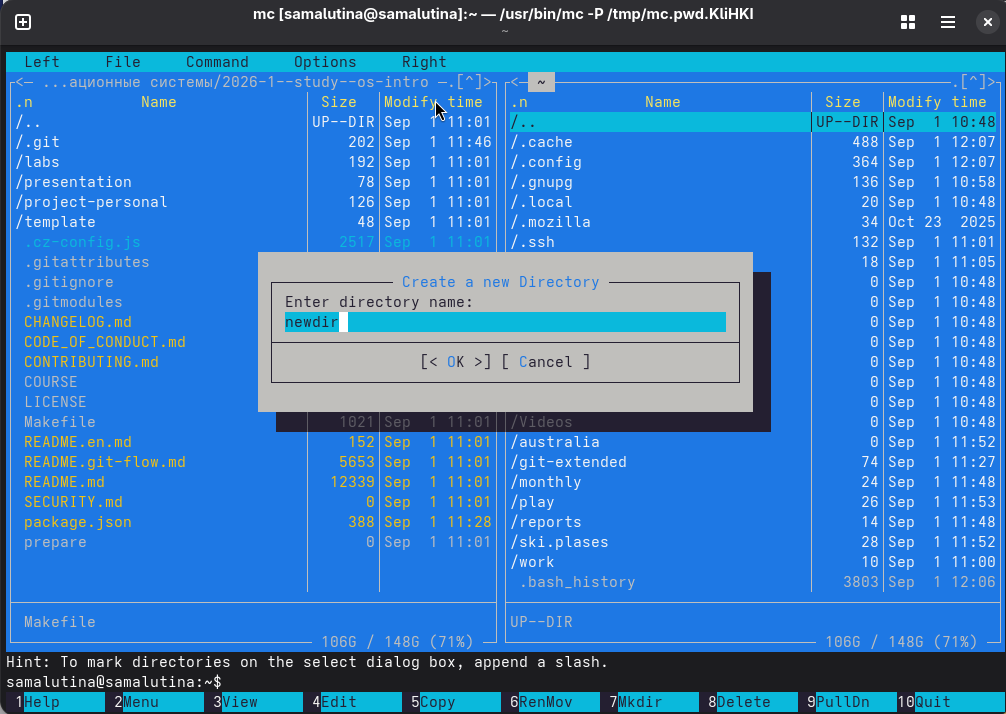 mc [samalutina@samalutina]:~ — /usr/bin/mc -P /tmp/mc.pwd.KliHKI
~
Left File Command Options Right
<— ...ационные системы/2026-1--study--os-intro —.[^]>
.n Name Size Modify time
/.. UP--DIR Sep 1 11:01
/.git 202 Sep 1 11:46
/labs 192 Sep 1 11:01
/presentation 78 Sep 1 11:01
/project-personal 126 Sep 1 11:01
/template 48 Sep 1 11:01
.cz-config.js 2517 Sep 1 11:01
.gitattributes
.gitignore
.gitmodules
CHANGELOG.md
CODE_OF_CONDUCT.md
CONTRIBUTING.md
COURSE
LICENSE
Makefile 1021 Sep 1 11:01
README.en.md 152 Sep 1 11:01
README.git-flow.md 5653 Sep 1 11:01
README.md 12339 Sep 1 11:01
SECURITY.md 0 Sep 1 11:01
package.json 388 Sep 1 11:28
prepare 0 Sep 1 11:01
Makefile
106G / 148G (71%)
<— ~ .[^]>
.n Name Size Modify time
/.. UP--DIR Sep 1 10:48
/.cache 488 Sep 1 12:07
/.config 364 Sep 1 12:07
/.gnupg 136 Sep 1 10:58
/.local 20 Sep 1 10:48
/.mozilla 34 Oct 23 2025
/.ssh 132 Sep 1 11:01
18 Sep 1 11:05
0 Sep 1 10:48
0 Sep 1 10:48
0 Sep 1 10:48
0 Sep 1 10:48
0 Sep 1 10:48
0 Sep 1 10:48
0 Sep 1 10:48
/Videos 0 Sep 1 10:48
/australia 0 Sep 1 11:52
/git-extended 74 Sep 1 11:27
/monthly 24 Sep 1 11:48
/play 26 Sep 1 11:53
/reports 14 Sep 1 11:48
/ski.plases 28 Sep 1 11:52
/work 10 Sep 1 11:00
.bash_history 3803 Sep 1 12:06
UP--DIR
106G / 148G (71%)
Create a new Directory
Enter directory name:
newdir
[< OK >] [ Cancel ]
Hint: To mark directories on the select dialog box, append a slash.
samalutina@samalutina:~$
1Help 2Menu 3View 4Edit 5Copy 6RenMov 7Mkdir 8Delete 9PullDn 10Quit